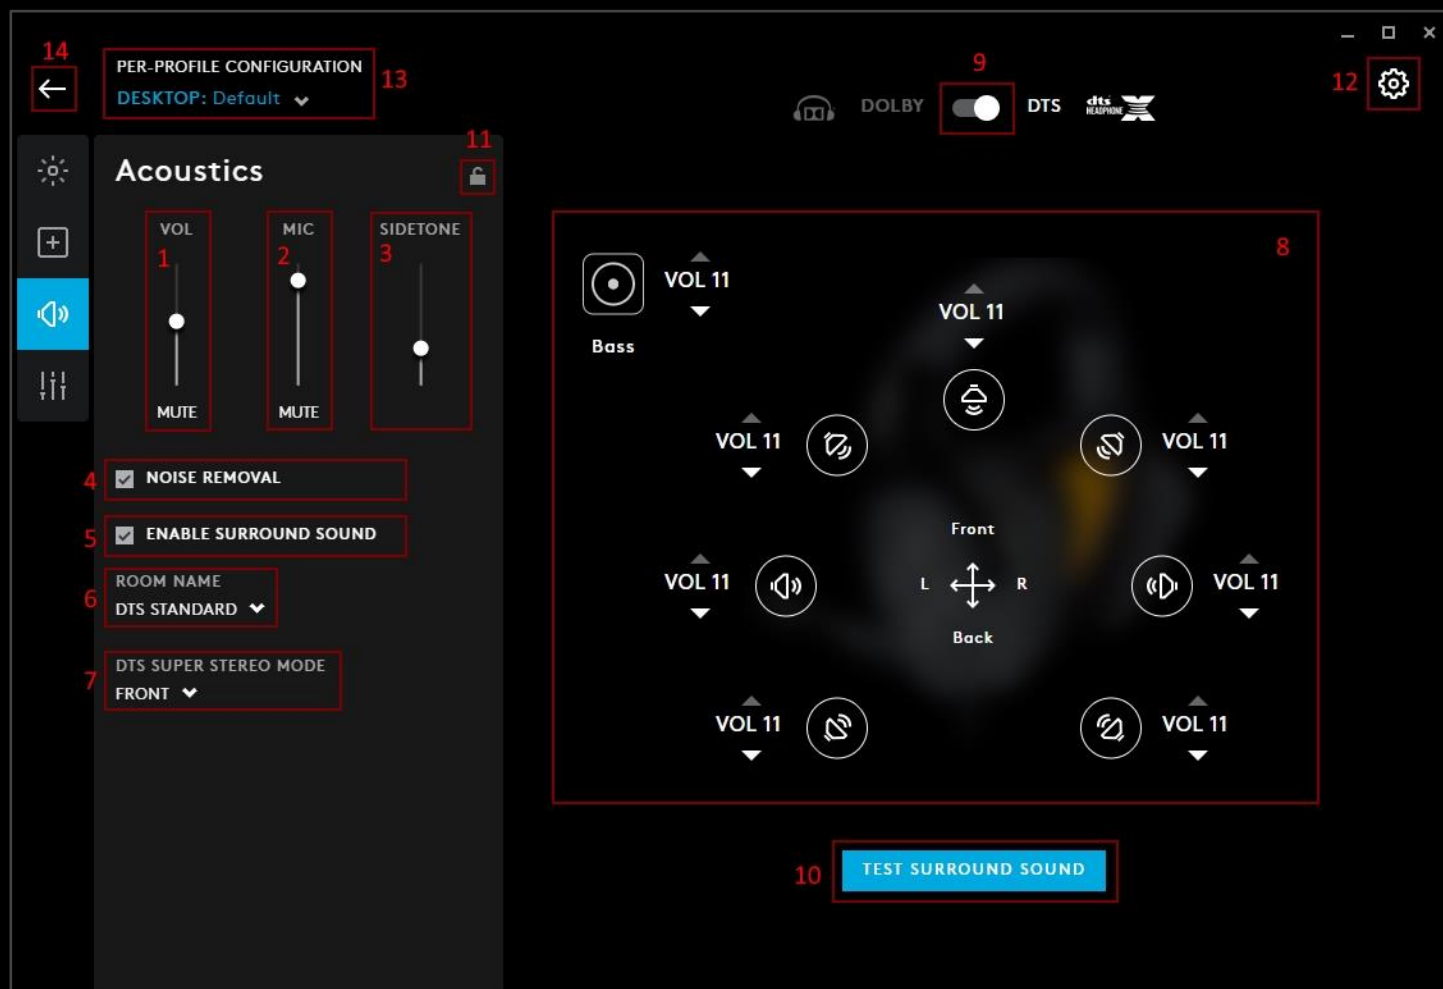 14
PER-PROFILE CONFIGURATION
DESKTOP: Default
13
9
DOLBY
DTS
dts HEADPHONE X
12
11
Acoustics
VOL
1
MUTE
MIC
2
MUTE
SIDETONE
3
4
NOISE REMOVAL
5
ENABLE SURROUND SOUND
6
ROOM NAME
DTS STANDARD
7
DTS SUPER STEREO MODE
FRONT
8
Bass
VOL 11
VOL 11
VOL 11
VOL 11
Front
VOL 11
L
R
VOL 11
Back
VOL 11
VOL 11
10
TEST SURROUND SOUND